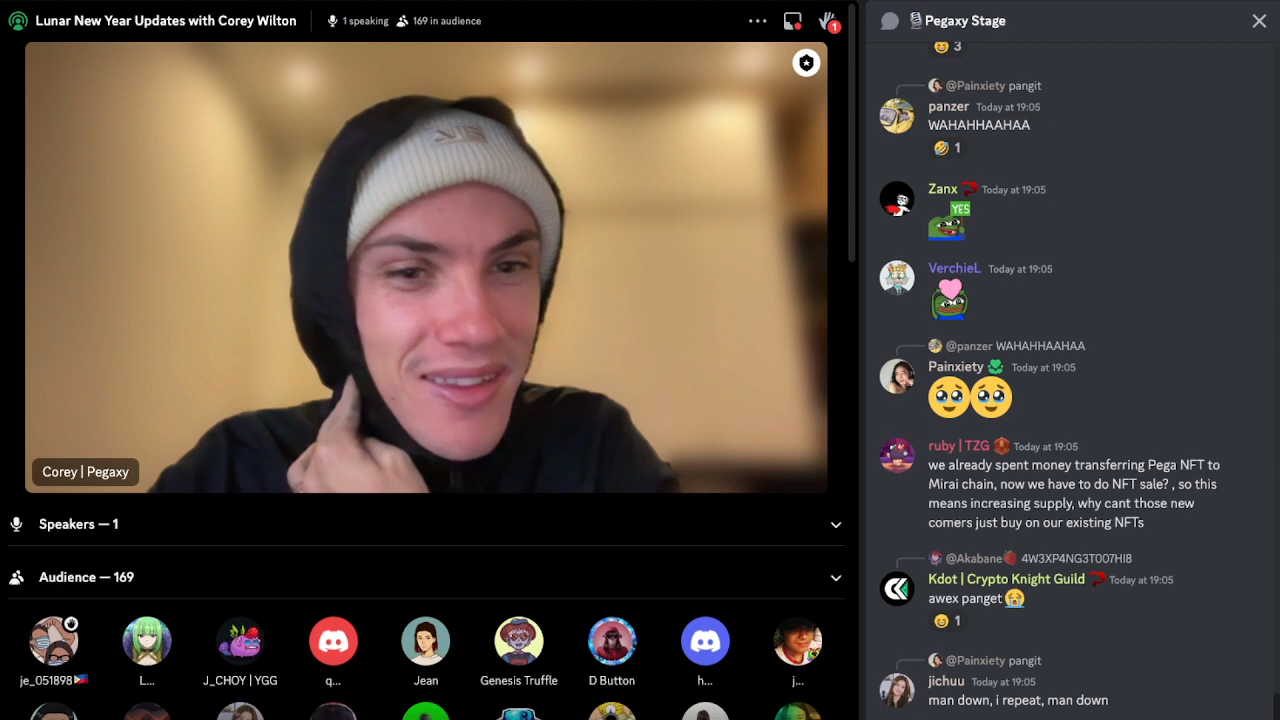 Lunar New Year Updates with Corey Wilton
1 speaking
169 in audience
1
Corey | Pegaxy
Speakers — 1
Audience — 169
je_051898
L...
J_CHOY | YGG
q...
Jean
Genesis Truffle
D Button
h...
j...
Pegaxy Stage
3
@Painxiety pangit
panzer Today at 19:05
WAHAHHAAHAA
1
Zanx Today at 19:05
YES
VerchieL Today at 19:05
@panzer WAHAHHAAHAA
Painxiety Today at 19:05
ruby | TZG Today at 19:05
we already spent money transferring Pega NFT to
Mirai chain, now we have to do NFT sale? , so this
means increasing supply, why cant those new
comers just buy on our existing NFTs
@Akabane 4W3XP4NG3TOO7HI8
Kdot | Crypto Knight Guild Today at 19:05
awex panget
1
@Painxiety pangit
jichuu Today at 19:05
man down, i repeat, man down